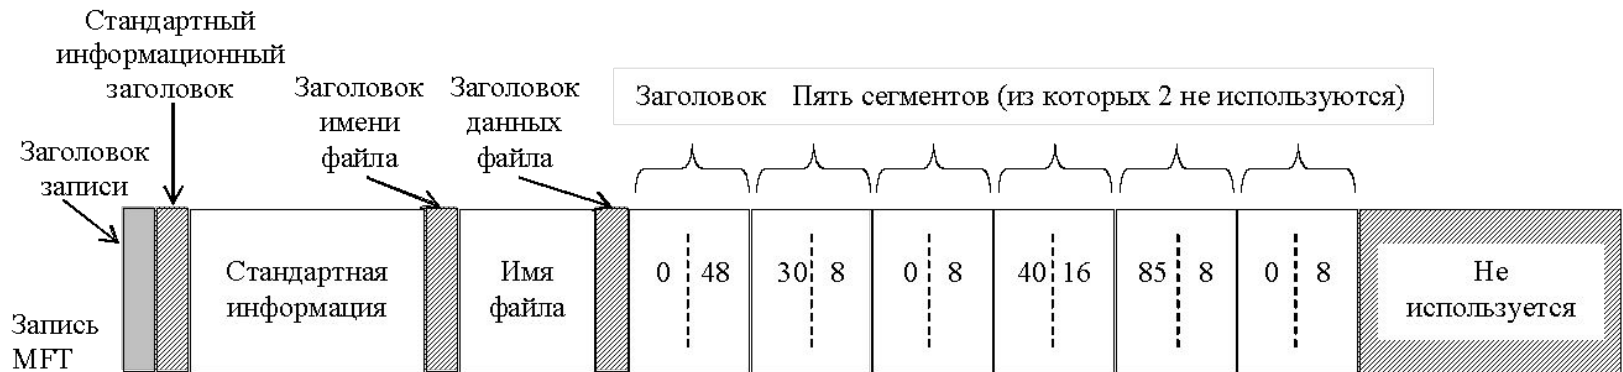 Стандартный
информационный
заголовок
Заголовок
имени
файла
Заголовок
данных
файла
Заголовок Пять сегментов (из которых 2 не используются)
Заголовок
записи
Запись
MFT
Стандартная
информация
Имя
файла
0 48 30 8 0 8 40 16 85 8 0 8
Не
используется